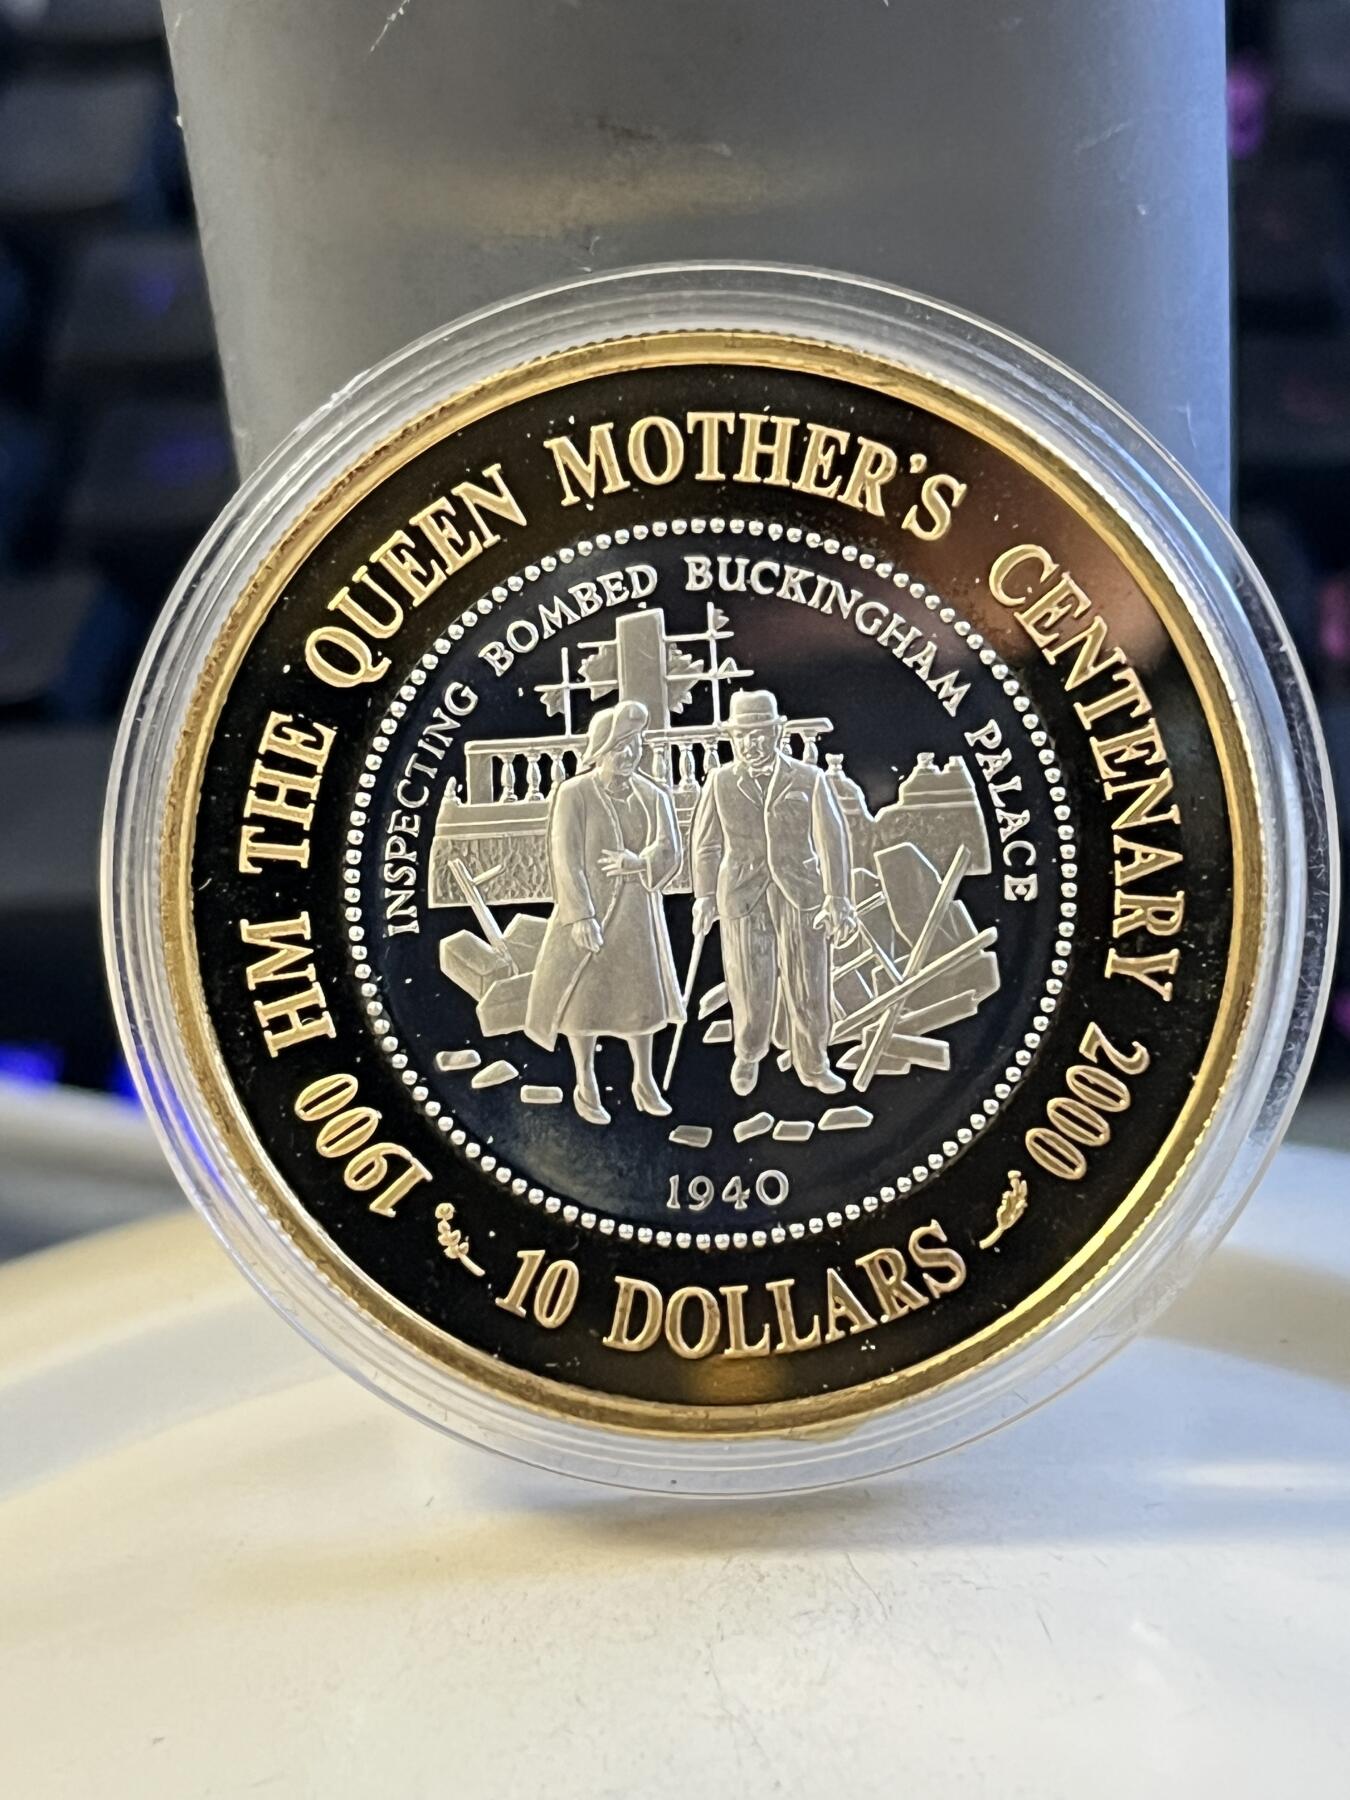 1900 HM THE QUEEN MOTHER'S CENTENARY 2000
INSPECTING BOMBED BUCKINGHAM PALACE
1940
10 DOLLARS